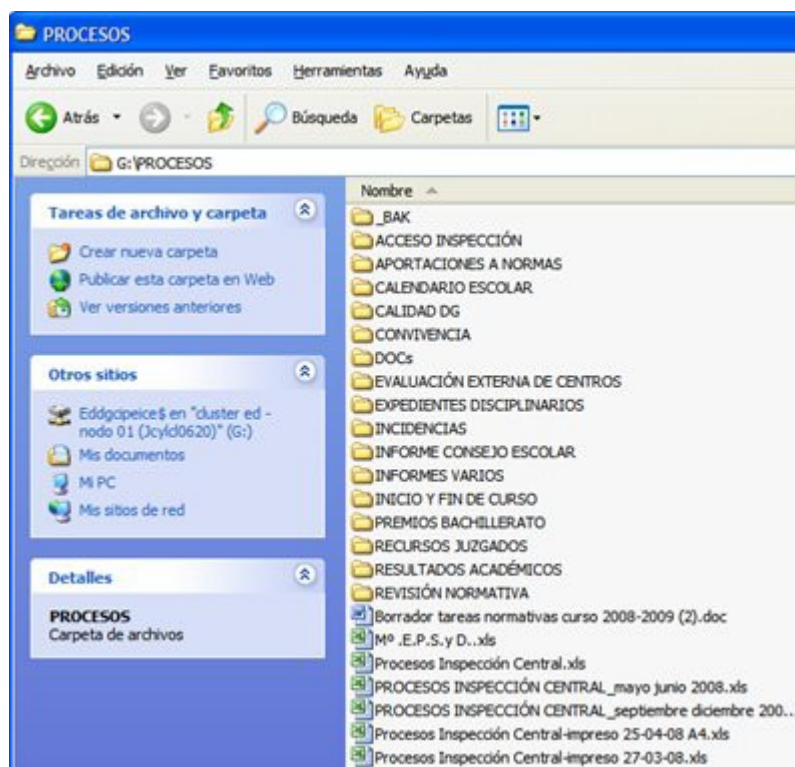 PROCESOS
Archivo Edición Ver Favoritos Herramientas Ayuda
Atrás Búsqueda Carpetas
Dirección G:\PROCESOS
Tareas de archivo y carpeta
Crear nueva carpeta
Publicar esta carpeta en Web
Ver versiones anteriores
Otros sitios
Eddgcipeice$ en "cluster ed -
nodo 01 (Jcyld0620)" (G:)
Mis documentos
Mi PC
Mis sitios de red
Detalles
PROCESOS
Carpeta de archivos
Nombre
_BAK
ACCESO INSPECCIÓN
APORTACIONES A NORMAS
CALENDARIO ESCOLAR
CALIDAD DG
CONVIVENCIA
DOCs
EVALUACIÓN EXTERNA DE CENTROS
EXPEDIENTES DISCIPLINARIOS
INCIDENCIAS
INFORME CONSEJO ESCOLAR
INFORMES VARIOS
INICIO Y FIN DE CURSO
PREMIOS BACHILLERATO
RECURSOS JUZGADOS
RESULTADOS ACADÉMICOS
REVISIÓN NORMATIVA
Borrador tareas normativas curso 2008-2009 (2).doc
Mº .E.P.S.y D..xls
Procesos Inspección Central.xls
PROCESOS INSPECCIÓN CENTRAL_mayo junio 2008.xls
PROCESOS INSPECCIÓN CENTRAL_septiembre diciembre 200...
Procesos Inspección Central-impreso 25-04-08 A4.xls
Procesos Inspección Central-impreso 27-03-08.xls